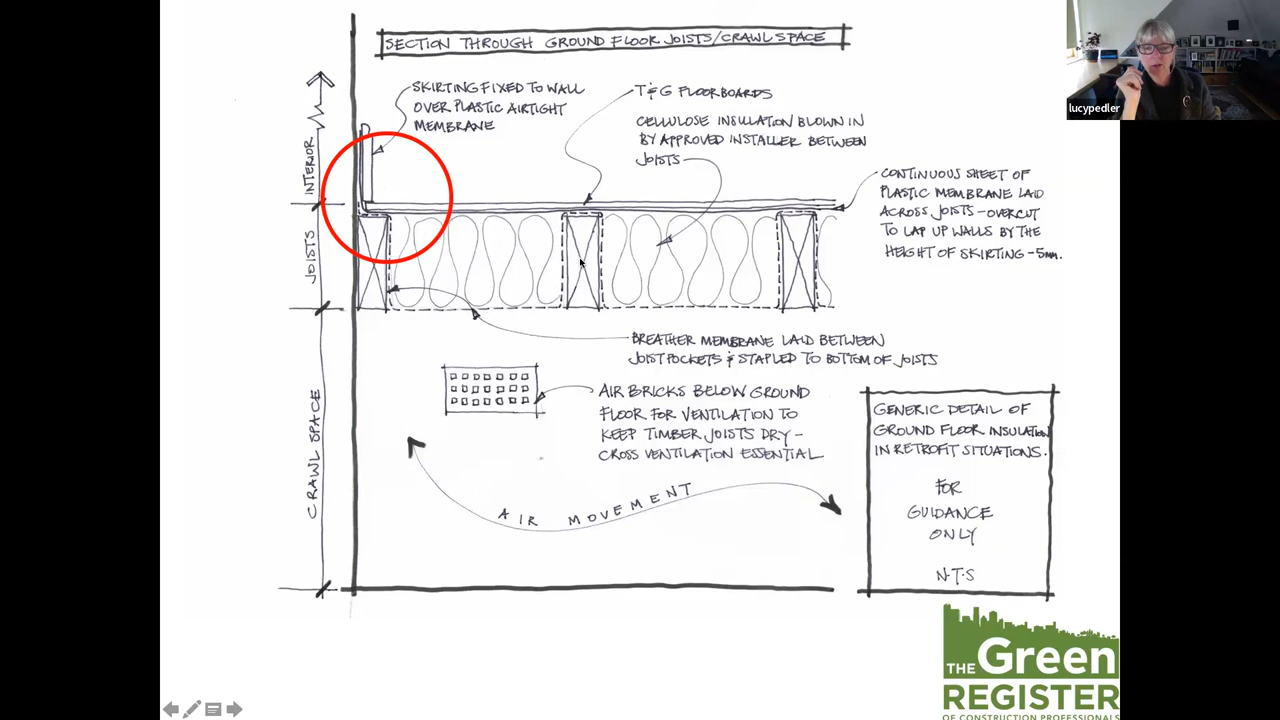 SECTION THROUGH GROUND FLOOR JOISTS/CRAWL SPACE
lucypedler
SKIRTING FIXED TO WALL
OVER PLASTIC AIRTIGHT
MEMBRANE
T&G FLOORBOARDS
CELLULOSE INSULATION BLOWN IN
BY APPROVED INSTALLER BETWEEN
JOISTS
CONTINUOUS SHEET OF
PLASTIC MEMBRANE LAID
ACROSS JOISTS - OVERCUT
TO LAP UP WALLS BY THE
HEIGHT OF SKIRTING - 5mm.
INTERIOR
JOISTS
CRAWL SPACE
BREATHER MEMBRANE LAID BETWEEN
JOIST POCKETS & STAPLED TO BOTTOM OF JOISTS
AIR BRICKS BELOW GROUND
FLOOR FOR VENTILATION TO
KEEP TIMBER JOISTS DRY -
CROSS VENTILATION ESSENTIAL
AIR MOVEMENT
GENERIC DETAIL OF
GROUND FLOOR INSULATION
IN RETROFIT SITUATIONS.
FOR
GUIDANCE
ONLY
N.T.S
THE Green
REGISTER
OF CONSTRUCTION PROFESSIONALS